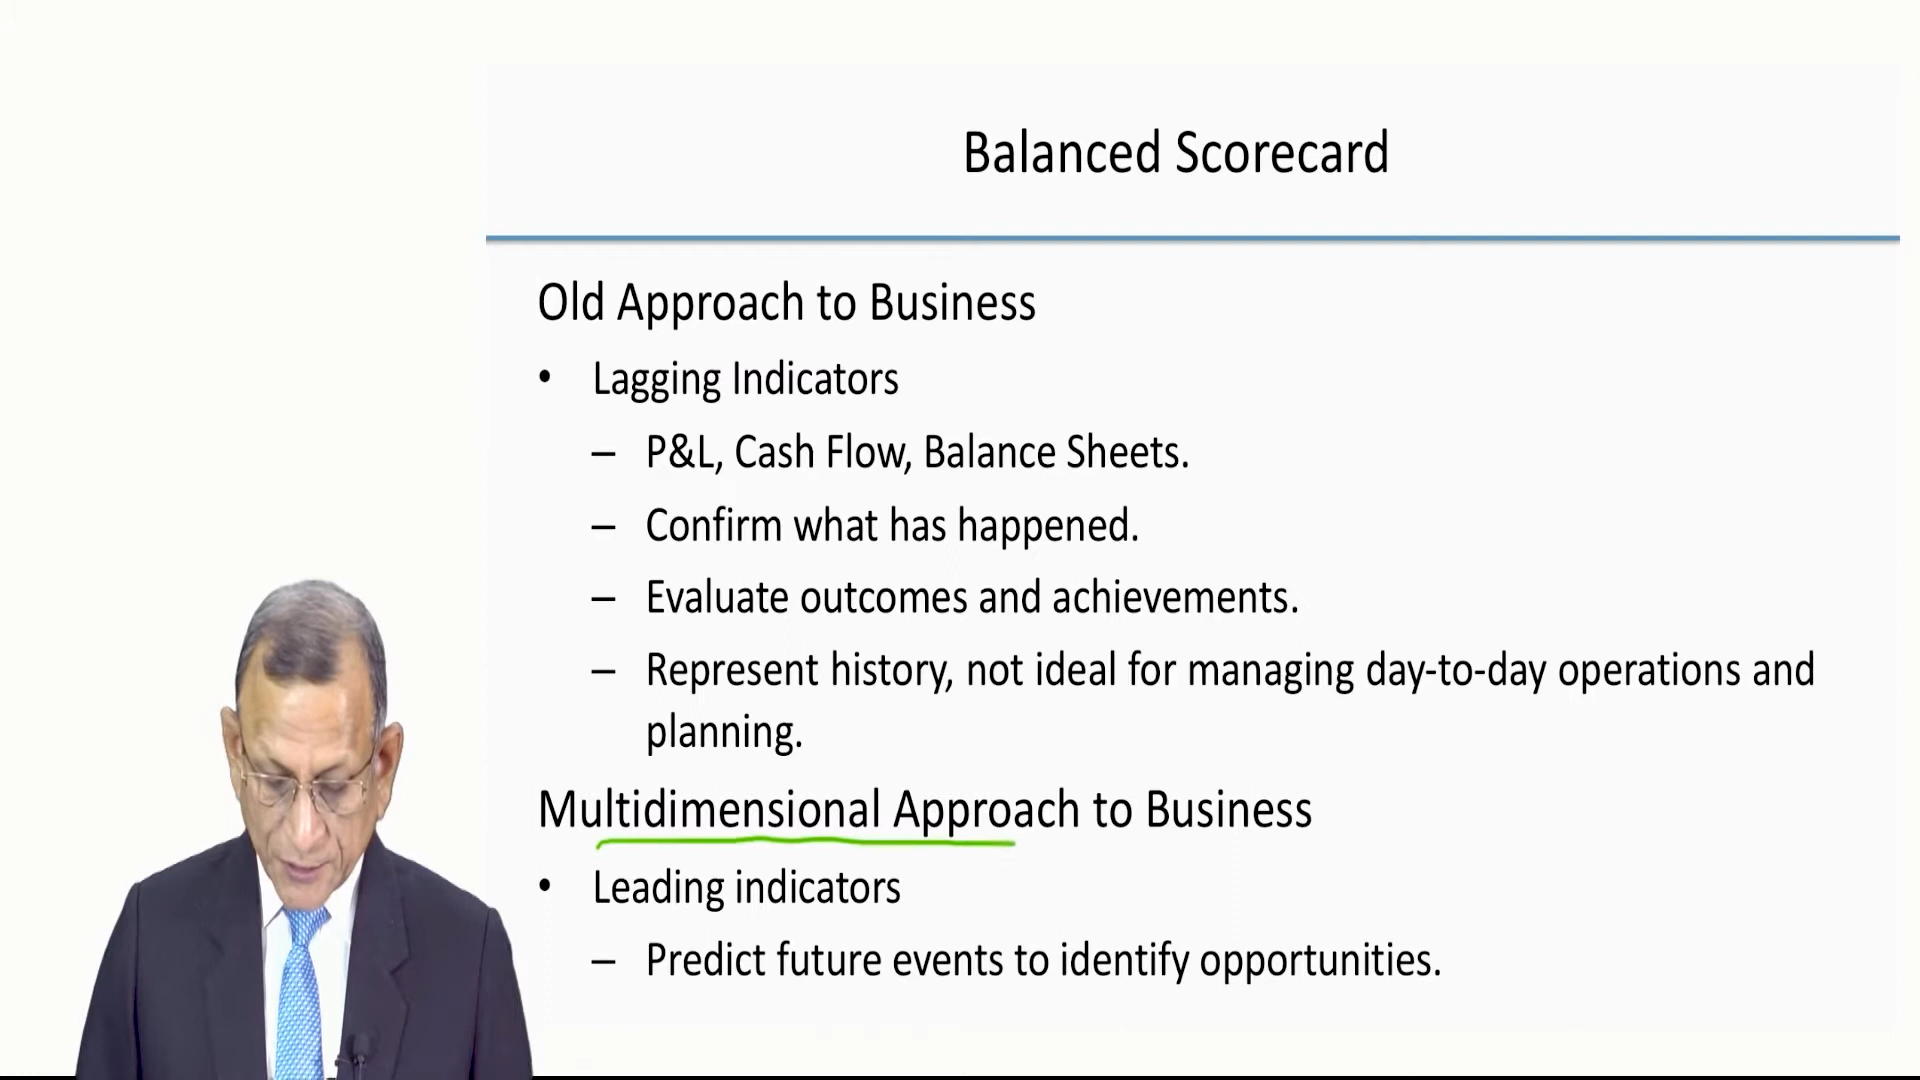 Balanced Scorecard
Old Approach to Business
• Lagging Indicators
– P&L, Cash Flow, Balance Sheets.
– Confirm what has happened.
– Evaluate outcomes and achievements.
– Represent history, not ideal for managing day-to-day operations and
planning.
Multidimensional Approach to Business
• Leading indicators
– Predict future events to identify opportunities.